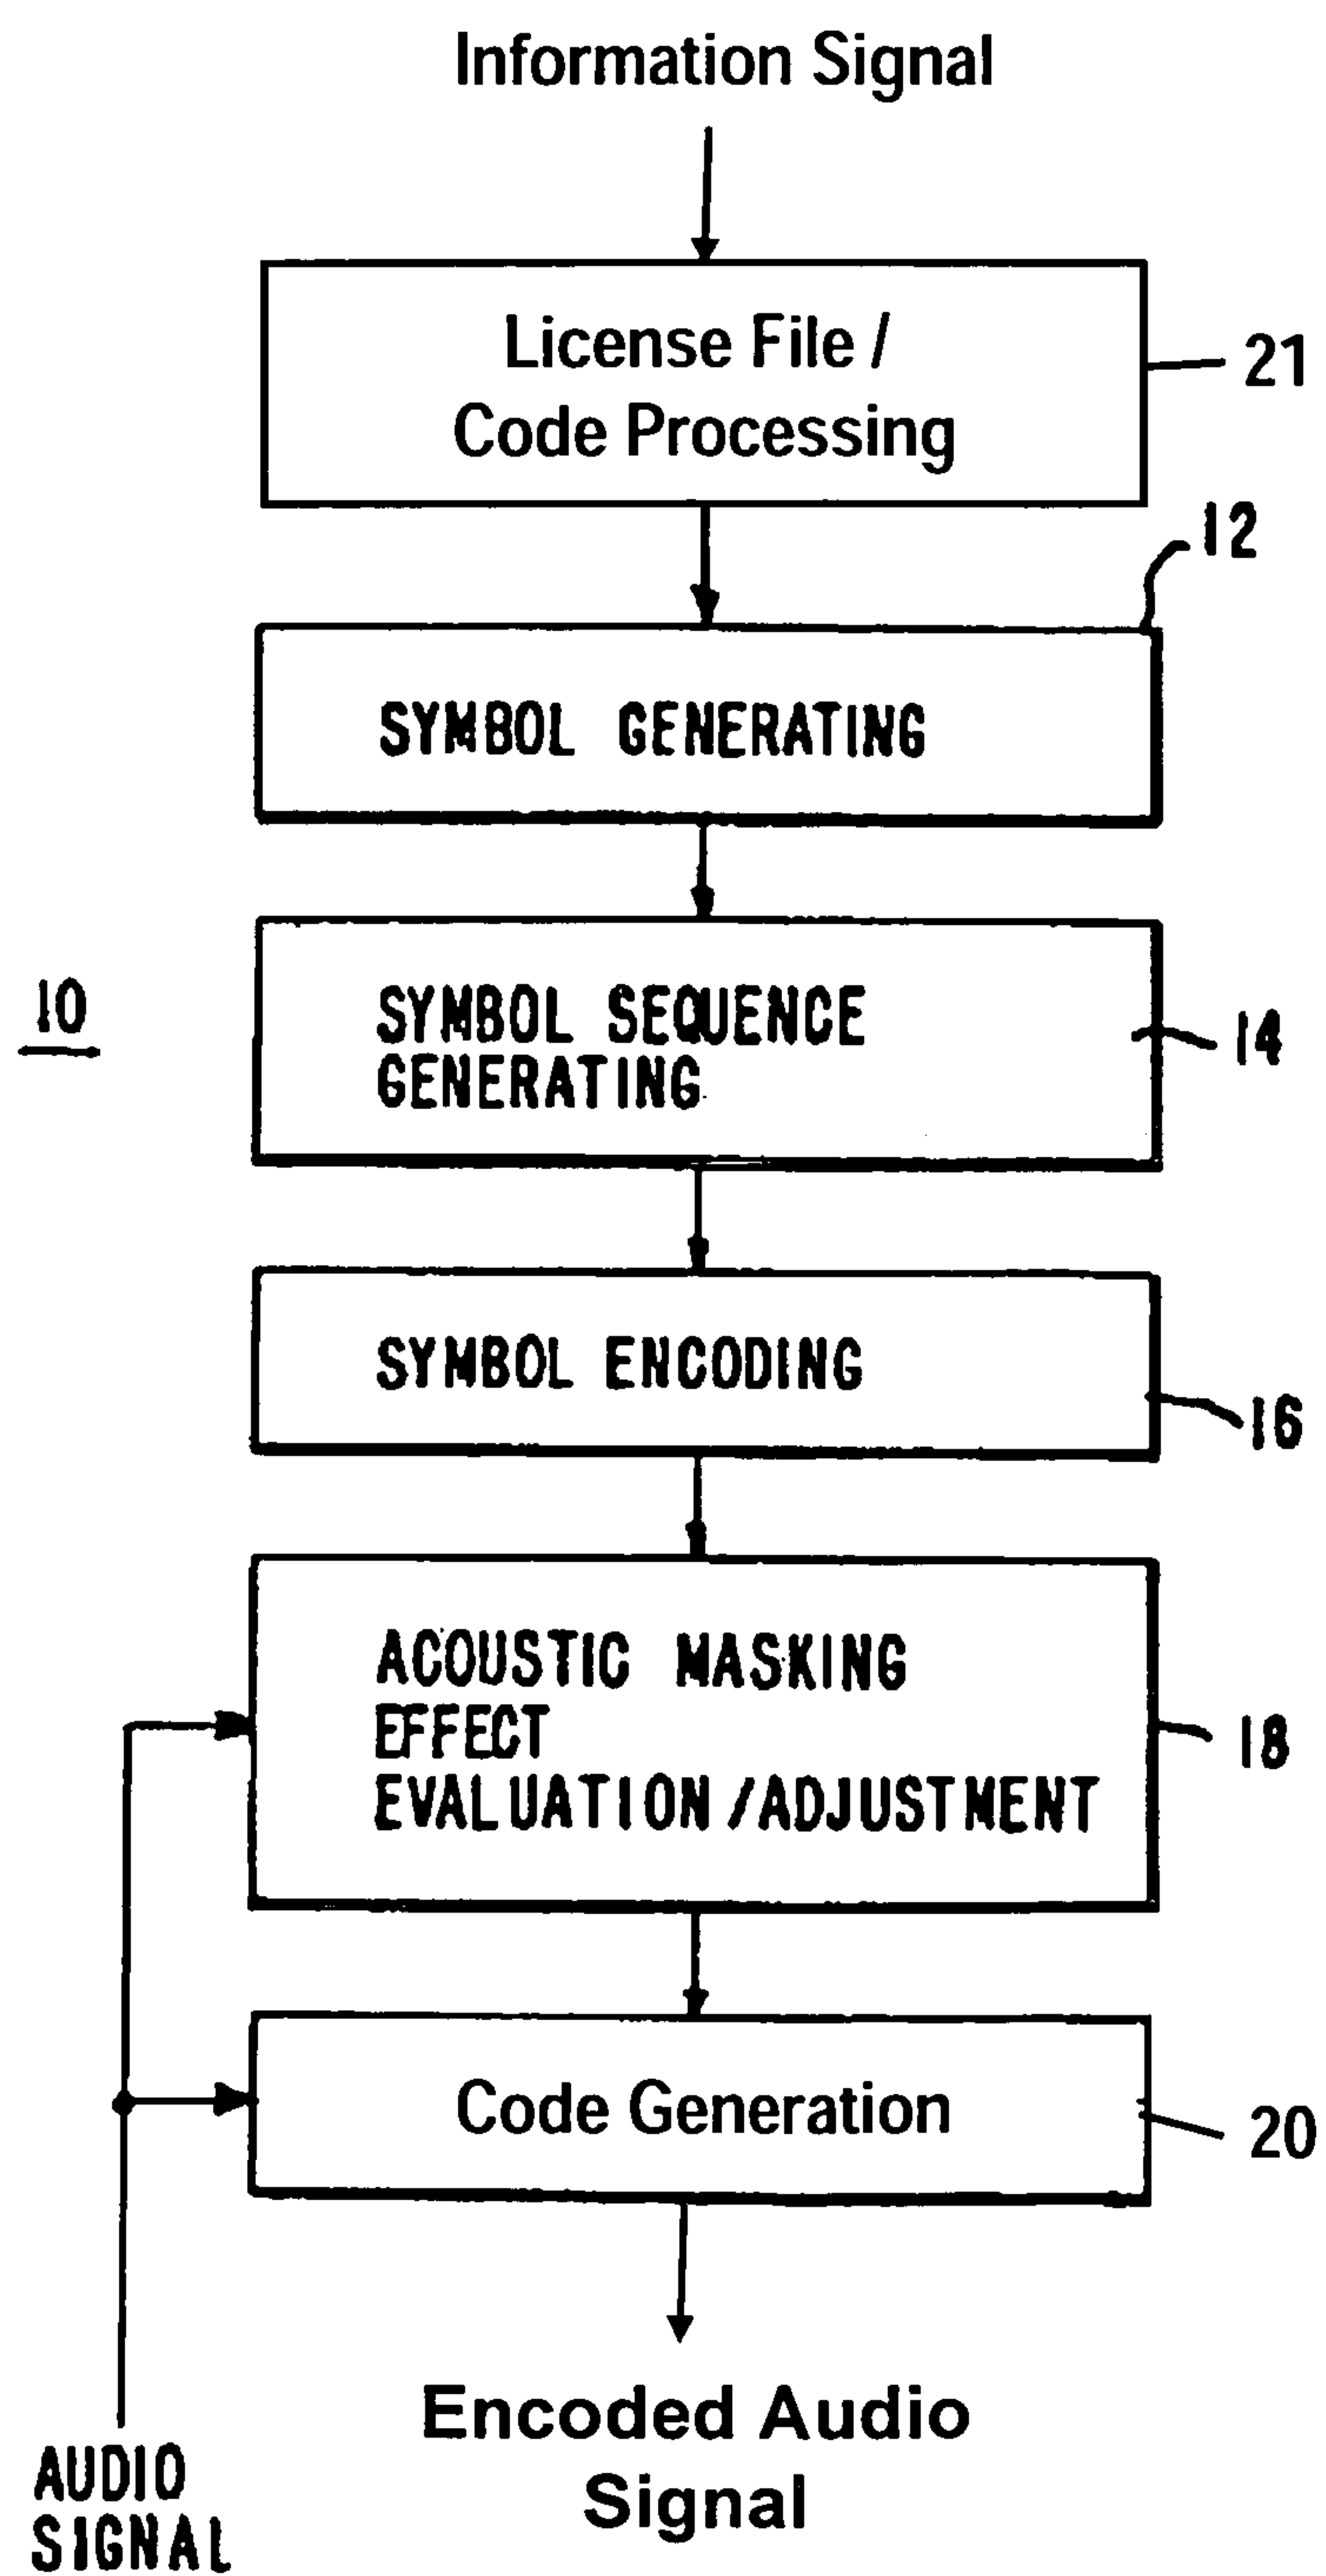 Information Signal
License File /
Code Processing
21
12
SYMBOL GENERATING
10
SYMBOL SEQUENCE
GENERATING
14
SYMBOL ENCODING
16
ACOUSTIC MASKING
EFFECT
EVALUATION/ADJUSTMENT
18
Code Generation
20
Encoded Audio
Signal
AUDIO
SIGNAL